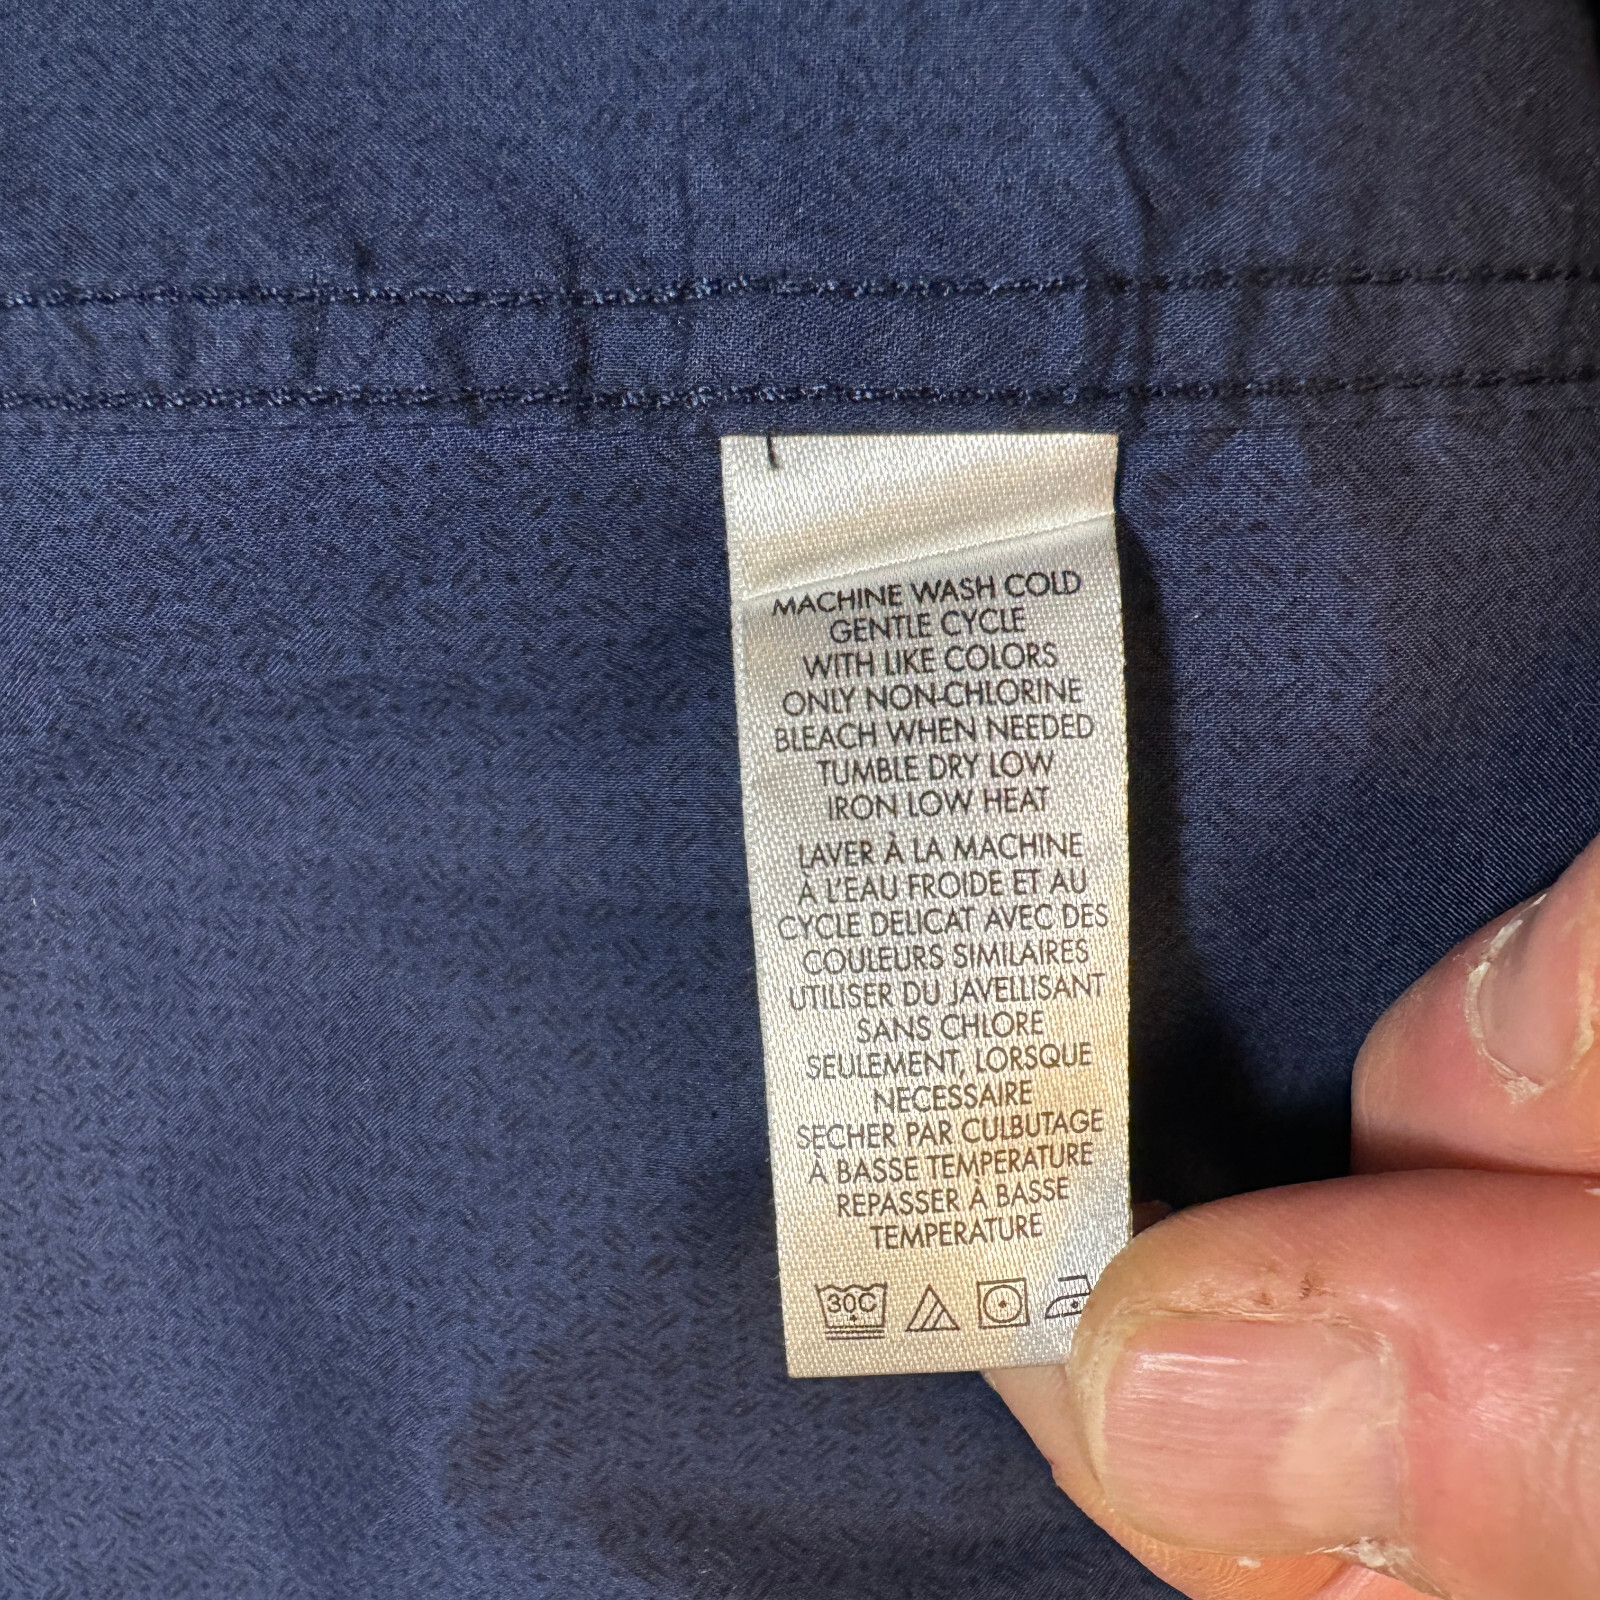 MACHINE WASH COLD
GENTLE CYCLE
WITH LIKE COLORS
ONLY NON-CHLORINE
BLEACH WHEN NEEDED
TUMBLE DRY LOW
IRON LOW HEAT
LAVER À LA MACHINE
À L'EAU FROIDE ET AU
CYCLE DELICAT AVEC DES
COULEURS SIMILAIRES
UTILISER DU JAVELLISANT
SANS CHLORE
SEULEMENT, LORSQUE
NECESSAIRE
SECHER PAR CULBUTAGE
À BASSE TEMPERATURE
REPASSER À BASSE
TEMPERATURE
30C